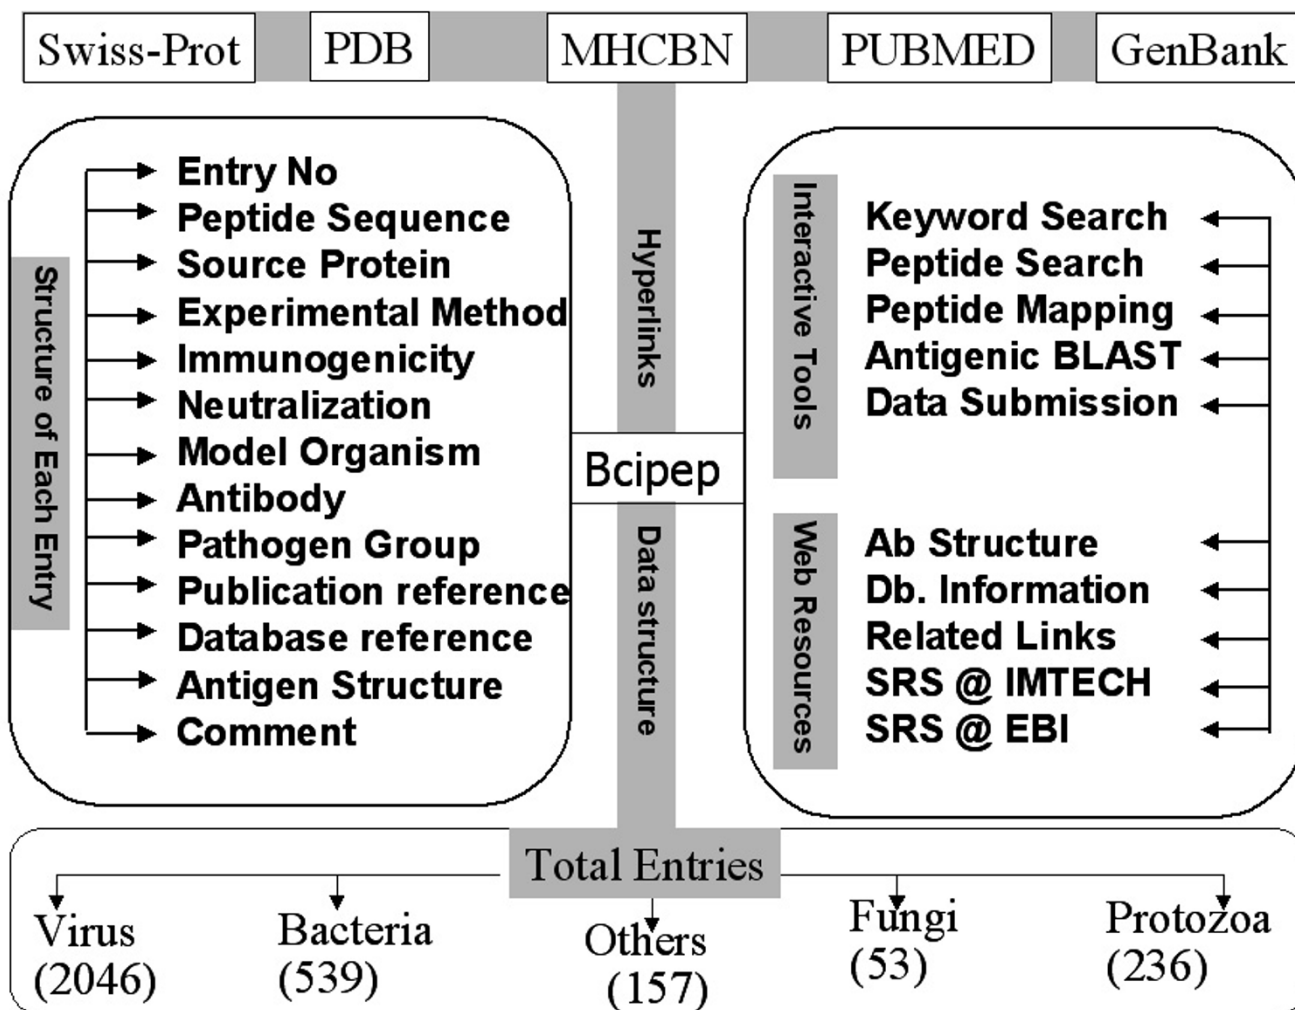 Swiss-Prot
PDB
MHCBN
PUBMED
GenBank
Structure of Each Entry
Entry No
Peptide Sequence
Source Protein
Experimental Method
Immunogenicity
Neutralization
Model Organism
Antibody
Pathogen Group
Publication reference
Database reference
Antigen Structure
Comment
Hyperlinks
Bcipep
Data structure
Interactive Tools
Keyword Search
Peptide Search
Peptide Mapping
Antigenic BLAST
Data Submission
Web Resources
Ab Structure
Db. Information
Related Links
SRS @ IMTECH
SRS @ EBI
Total Entries
Virus
(2046)
Bacteria
(539)
Others
(157)
Fungi
(53)
Protozoa
(236)